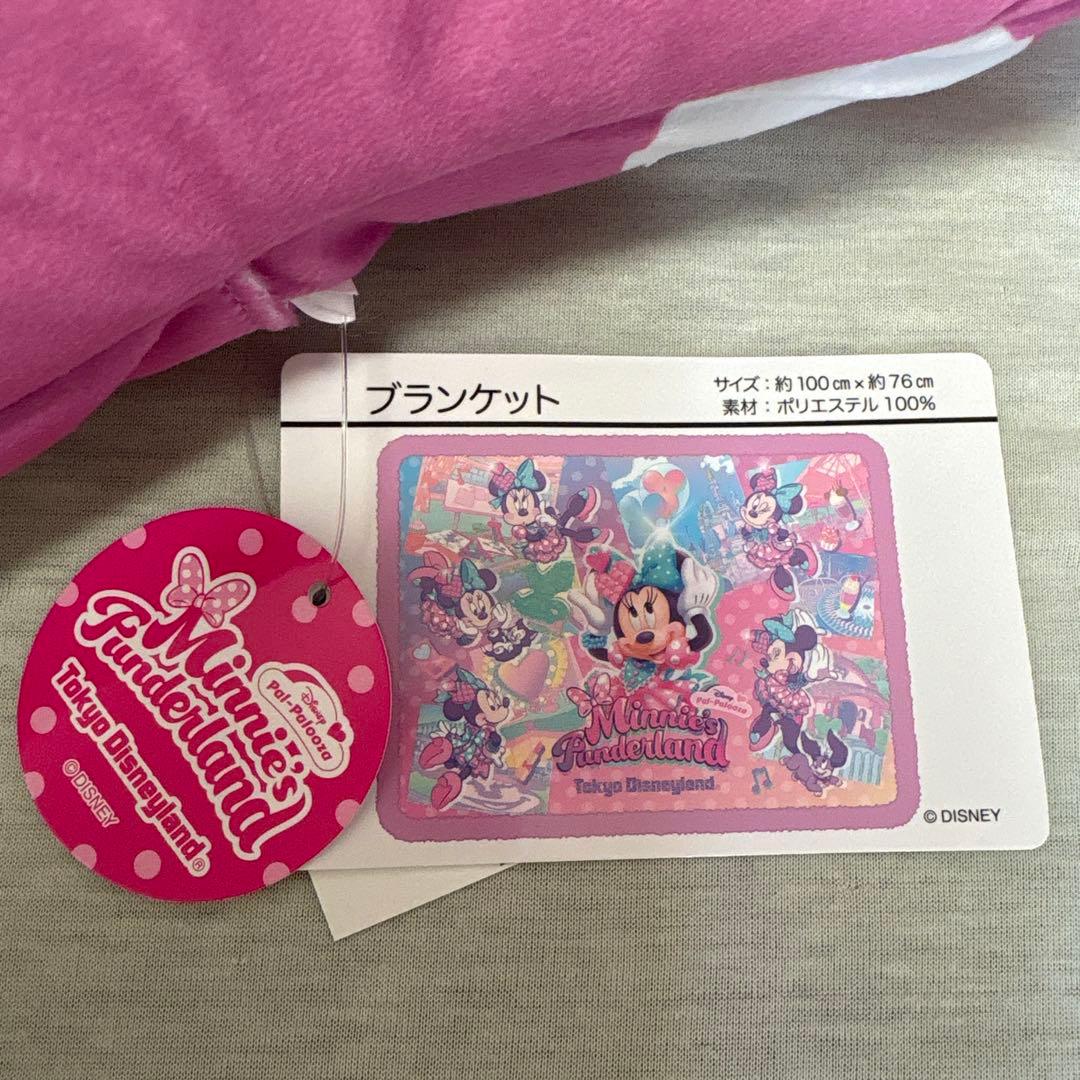 ブランケット
サイズ：約100㎝×約76㎝
素材：ポリエステル100%
Disney
Pal-Palooza
Minnie's
Funderland
Tokyo Disneyland
© DISNEY
Minnie's
Funderland
Disney
Pal-Palooza
Tokyo Disneyland®
© DISNEY